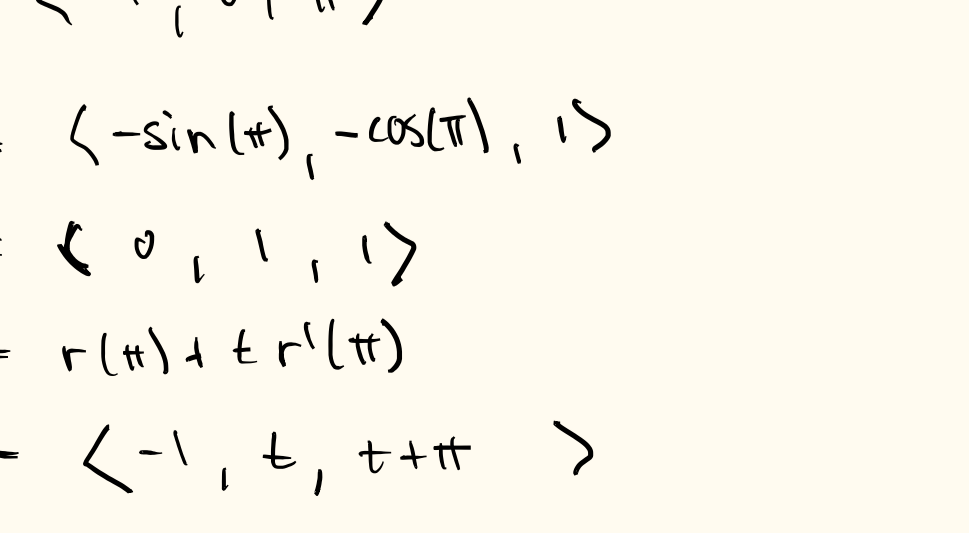 = ⟨ -sin(π), -cos(π), 1⟩
= ⟨ 0, 1, 1⟩
= r(π) + t r'(π)
= ⟨ -1, t, t+π ⟩